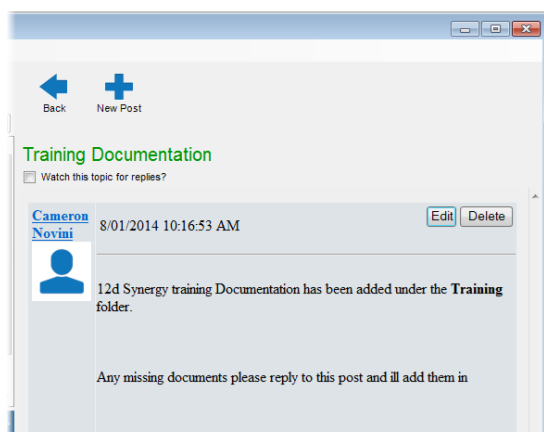 Back New Post
Training Documentation
Watch this topic for replies?
Cameron Novini
8/01/2014 10:16:53 AM
Edit Delete
12d Synergy training Documentation has been added under the Training
folder.
Any missing documents please reply to this post and ill add them in